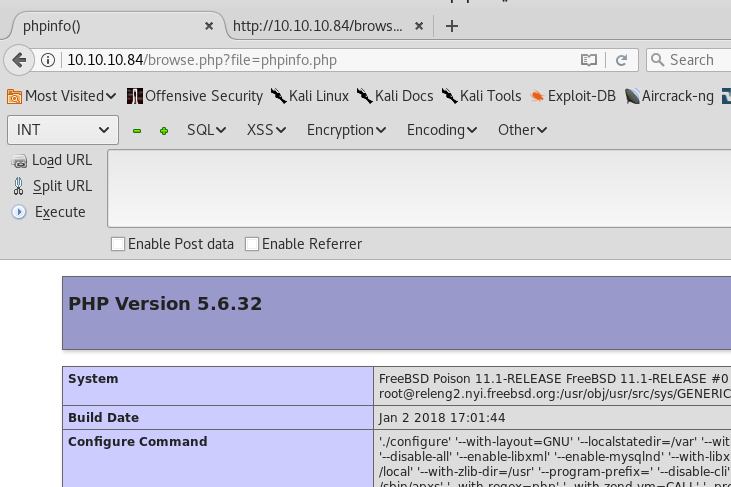 phpinfo()
http://10.10.10.84/brows...
10.10.10.84/browse.php?file=phpinfo.php
Search
Most Visited Offensive Security Kali Linux Kali Docs Kali Tools Exploit-DB Aircrack-ng
INT SQL XSS Encryption Encoding Other
Load URL
Split URL
Execute
Enable Post data Enable Referrer
PHP Version 5.6.32
System FreeBSD Poison 11.1-RELEASE FreeBSD 11.1-RELEASE #0
root@releng2.nyi.freebsd.org:/usr/obj/usr/src/sys/GENERIC
Build Date Jan 2 2018 17:01:44
Configure Command './configure' '--with-layout=GNU' '--localstatedir=/var' '--wit
'--disable-all' '--enable-libxml' '--enable-mysqlnd' '--with-libx
/local' '--with-zlib-dir=/usr' '--program-prefix=' '--disable-cli'